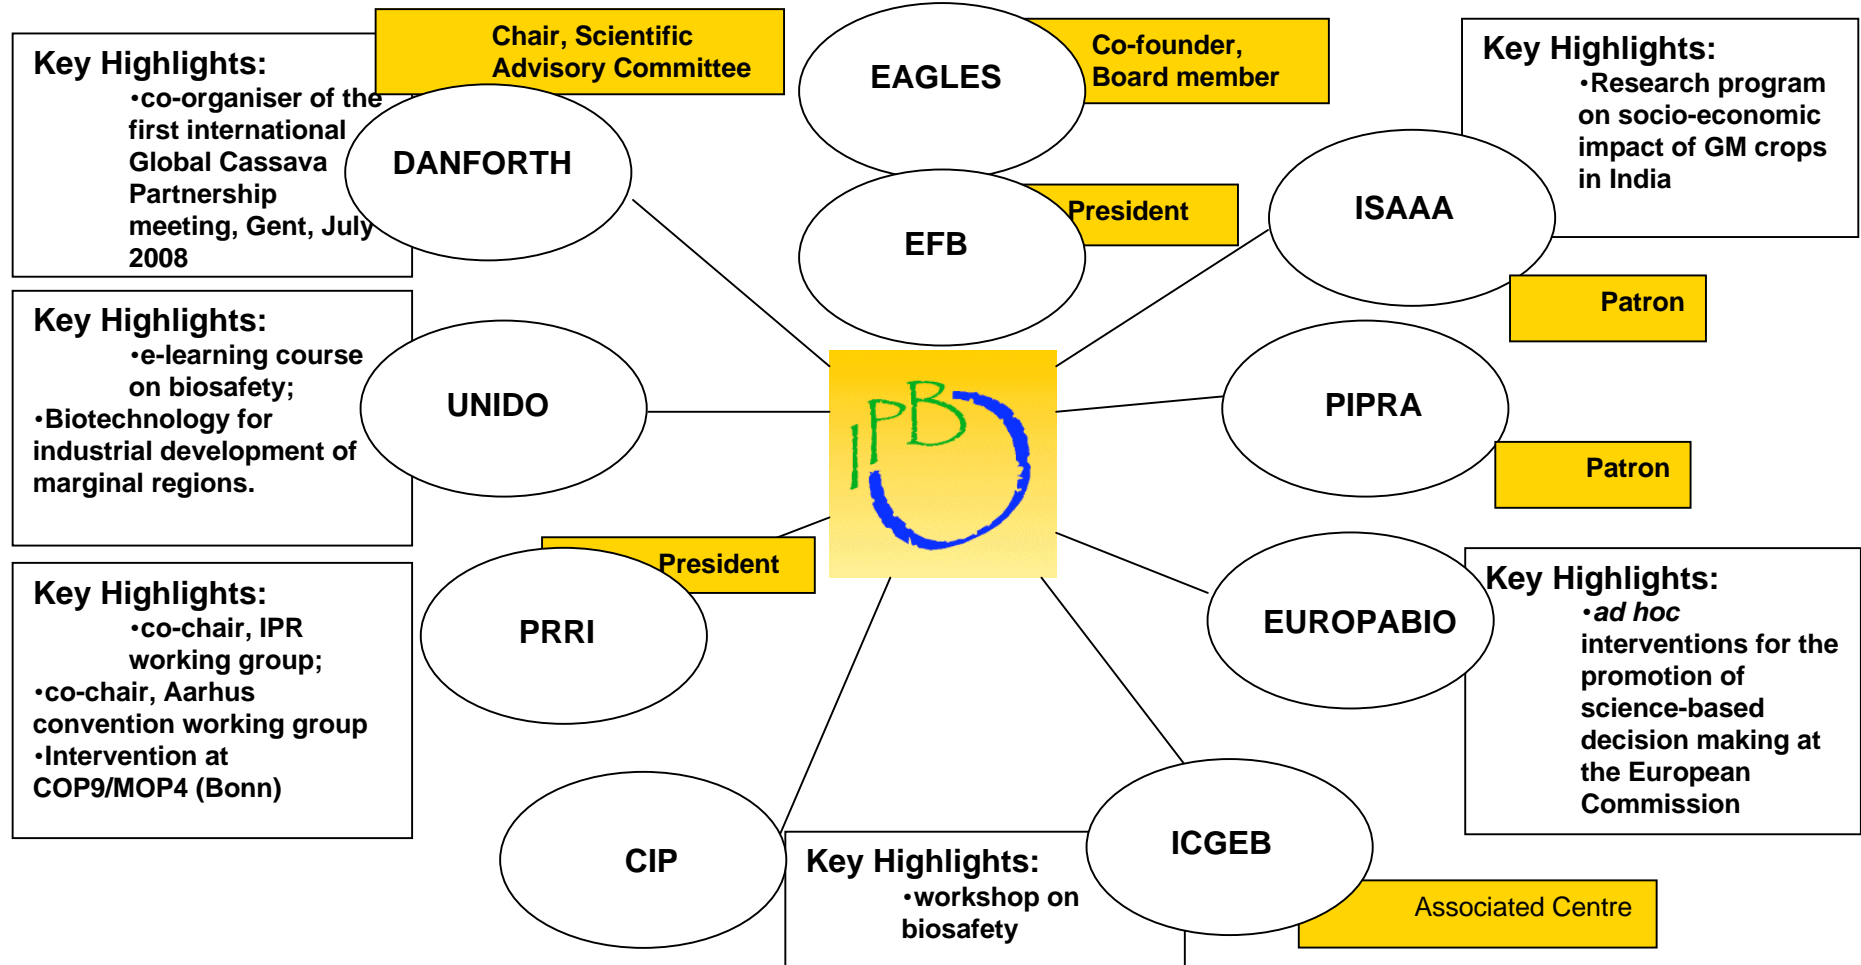 Key Highlights:
•co-organiser of the
first international
Global Cassava
Partnership
meeting, Gent, July
2008
Chair, Scientific
Advisory Committee
DANFORTH
EAGLES
Co-founder,
Board member
EFB
President
Key Highlights:
•Research program
on socio-economic
impact of GM crops
in India
ISAAA
Patron
Key Highlights:
•e-learning course
on biosafety;
•Biotechnology for
industrial development of
marginal regions.
UNIDO
IPBO
PIPRA
Patron
Key Highlights:
•co-chair, IPR
working group;
•co-chair, Aarhus
convention working group
•Intervention at
COP9/MOP4 (Bonn)
President
PRRI
EUROPABIO
Key Highlights:
•ad hoc
interventions for the
promotion of
science-based
decision making at
the European
Commission
CIP
Key Highlights:
•workshop on
biosafety
ICGEB
Associated Centre